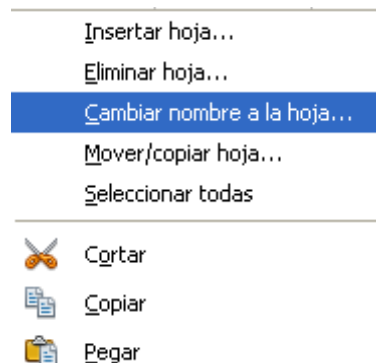 Insertar hoja...
Eliminar hoja...
Cambiar nombre a la hoja...
Mover/copiar hoja...
Seleccionar todas
Cortar
Copiar
Pegar